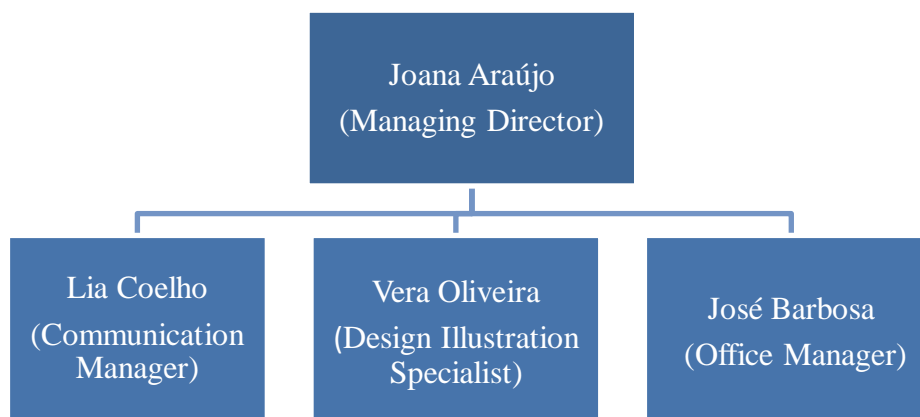 Joana Araújo
(Managing Director)
Lia Coelho
(Communication
Manager)
Vera Oliveira
(Design Illustration
Specialist)
José Barbosa
(Office Manager)